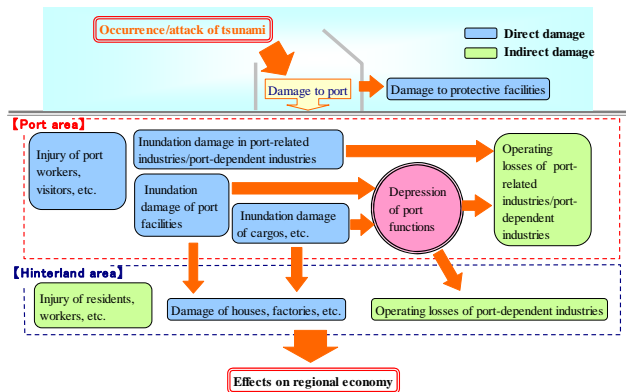 Occurrence/attack of tsunami
Direct damage
Indirect damage
Damage to port
Damage to protective facilities
【Port area】
Injury of port
workers,
visitors, etc.
Inundation damage in port-related
industries/port-dependent industries
Operating
losses of port-
related
industries/port-
dependent
industries
Inundation
damage of port
facilities
Inundation damage
of cargos, etc.
Depression
of port
functions
【Hinterland area】
Injury of residents,
workers, etc.
Damage of houses, factories, etc.
Operating losses of port-dependent industries
Effects on regional economy